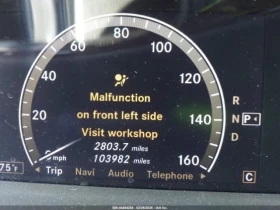 60 80 100 120
40 140
20 160
mph
Malfunction
on front left side
Visit workshop
2803.7 miles
103982 miles
R
N
P
D
75°F
Trip Navi Audio Telephone
C